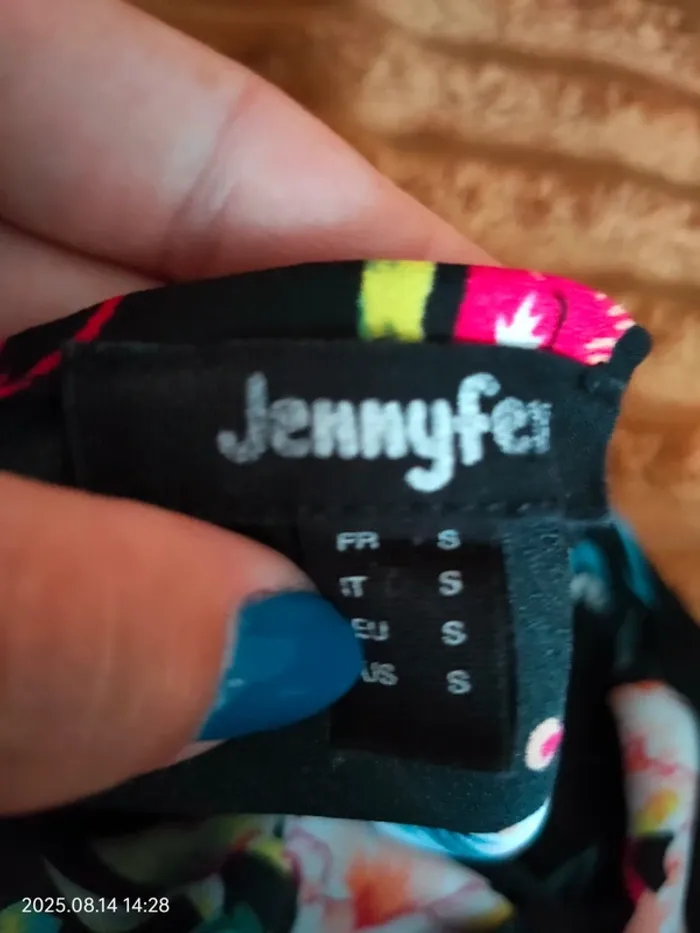 Jennyfer
FR S
IT S
EU S
US S
2025.08.14 14:28